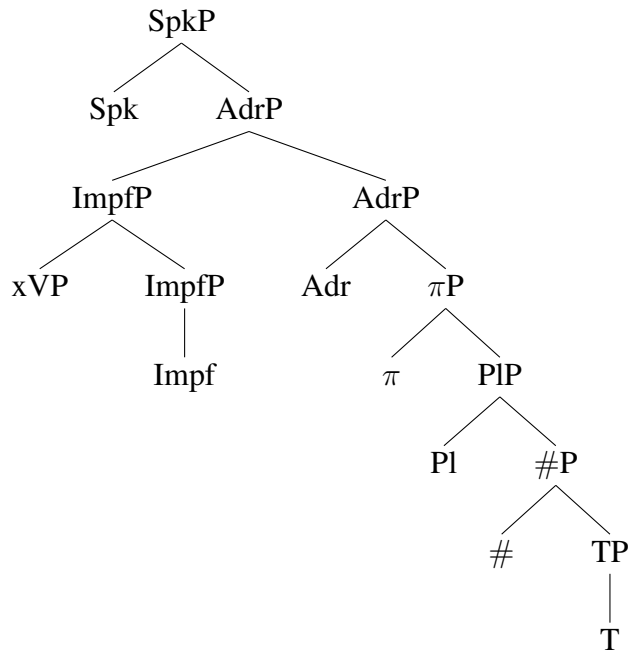 SpkP
Spk AdrP
ImpfP AdrP
xVP ImpfP Adr πP
Impf π PlP
Pl #P
# TP
T